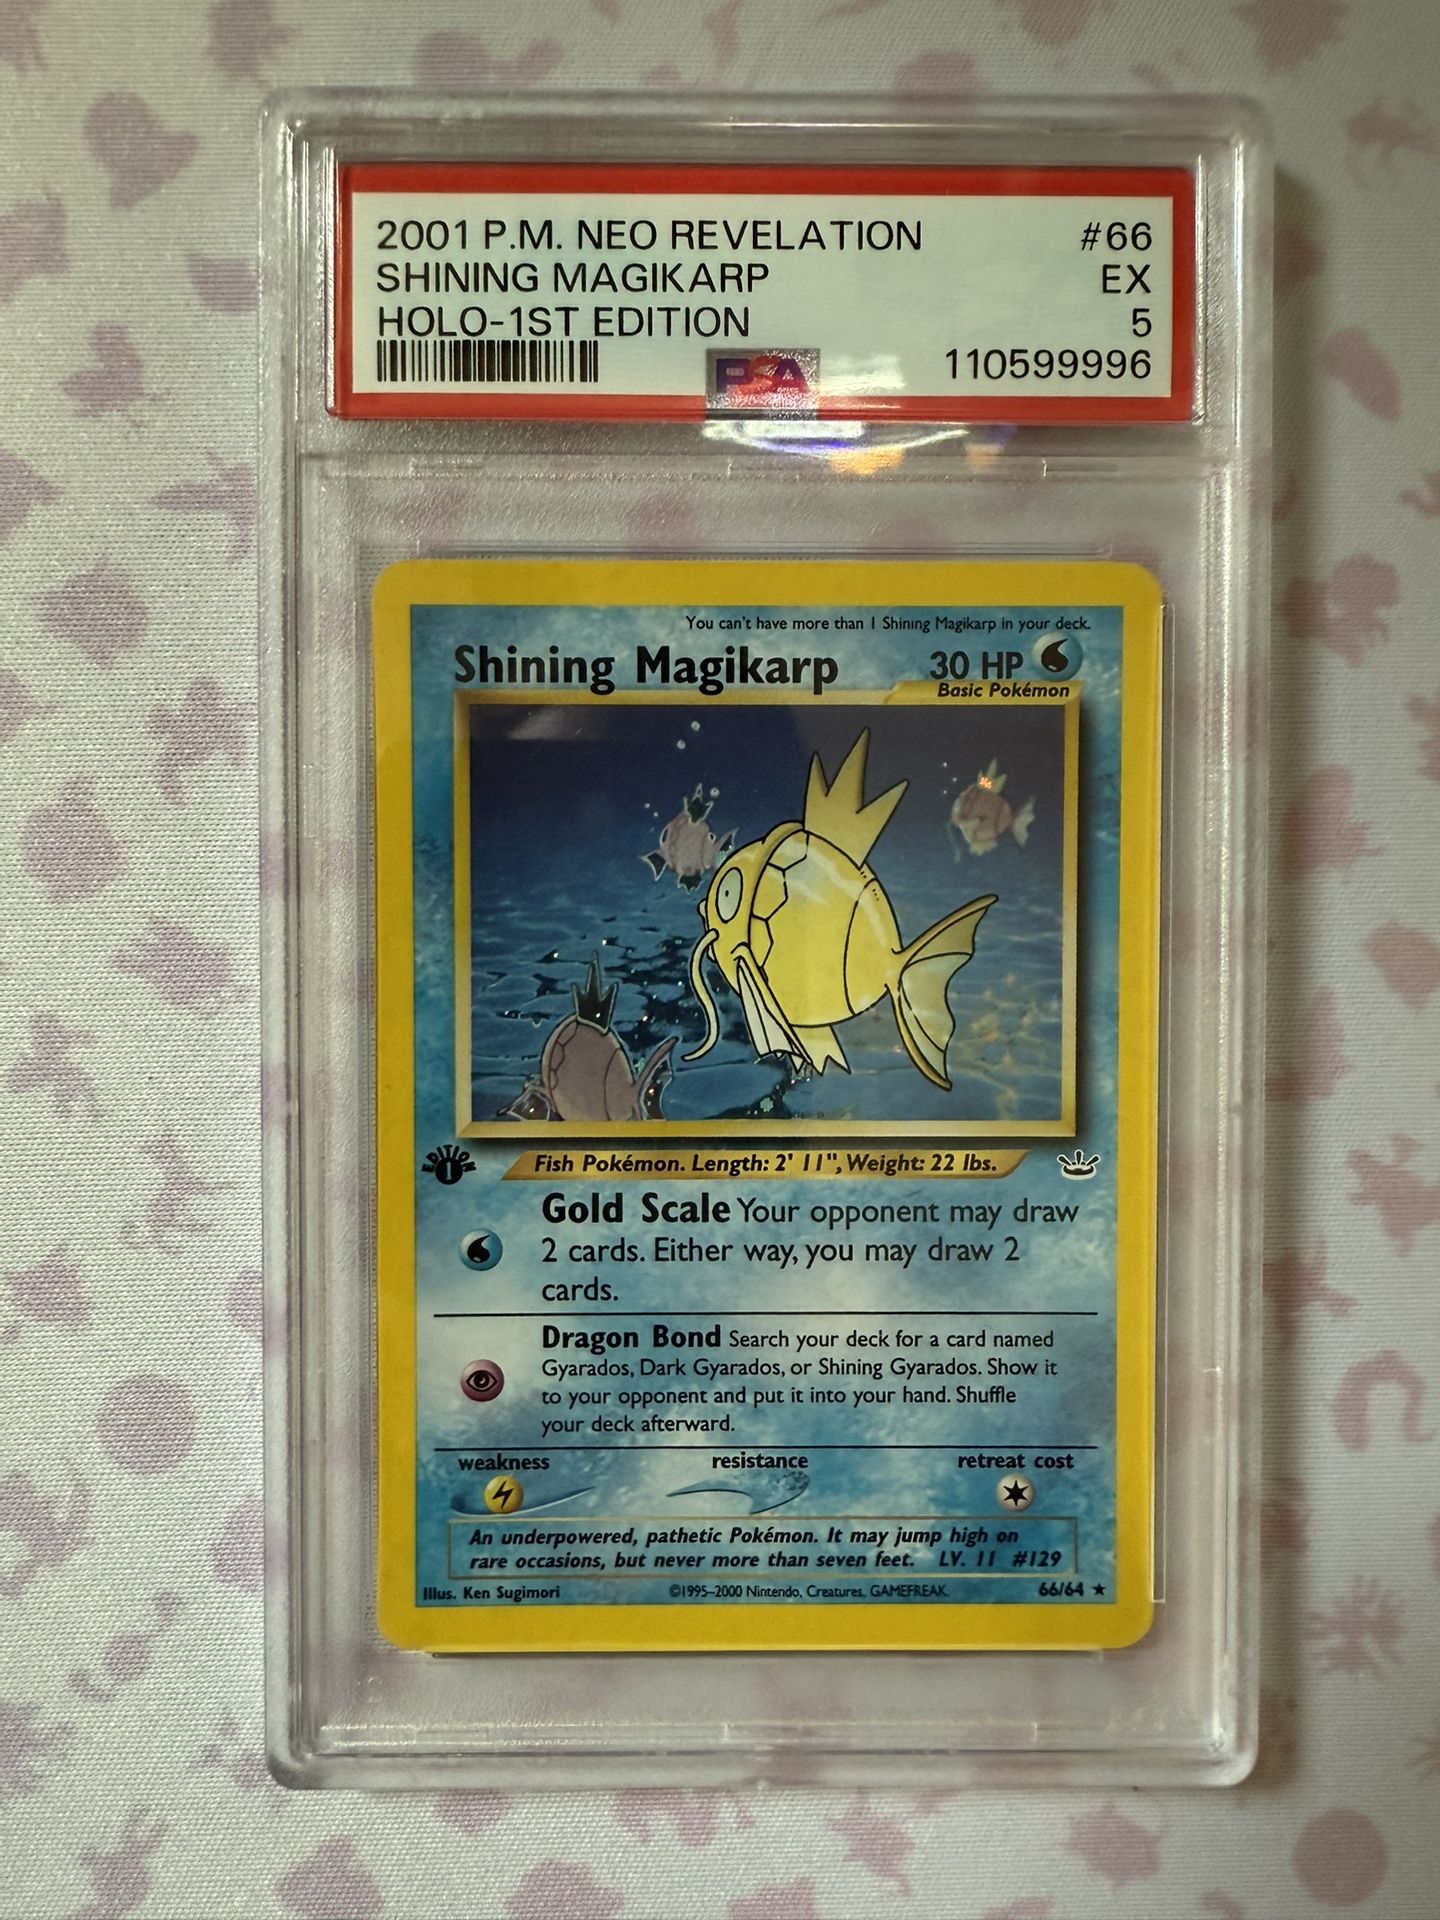 2001 P.M. NEO REVELATION #66
SHINING MAGIKARP EX
HOLO-1ST EDITION 5
110599996
PSA
You can't have more than 1 Shining Magikarp in your deck.
Shining Magikarp 30 HP
Basic Pokémon
EDITION 1
Fish Pokémon. Length: 2' 11", Weight: 22 lbs.
Gold Scale Your opponent may draw
2 cards. Either way, you may draw 2
cards.
Dragon Bond Search your deck for a card named
Gyarados, Dark Gyarados, or Shining Gyarados. Show it
to your opponent and put it into your hand. Shuffle
your deck afterward.
weakness resistance retreat cost
An underpowered, pathetic Pokémon. It may jump high on
rare occasions, but never more than seven feet. LV. 11 #129
Illus. Ken Sugimori ©1995–2000 Nintendo, Creatures, GAMEFREAK. 66/64 ★